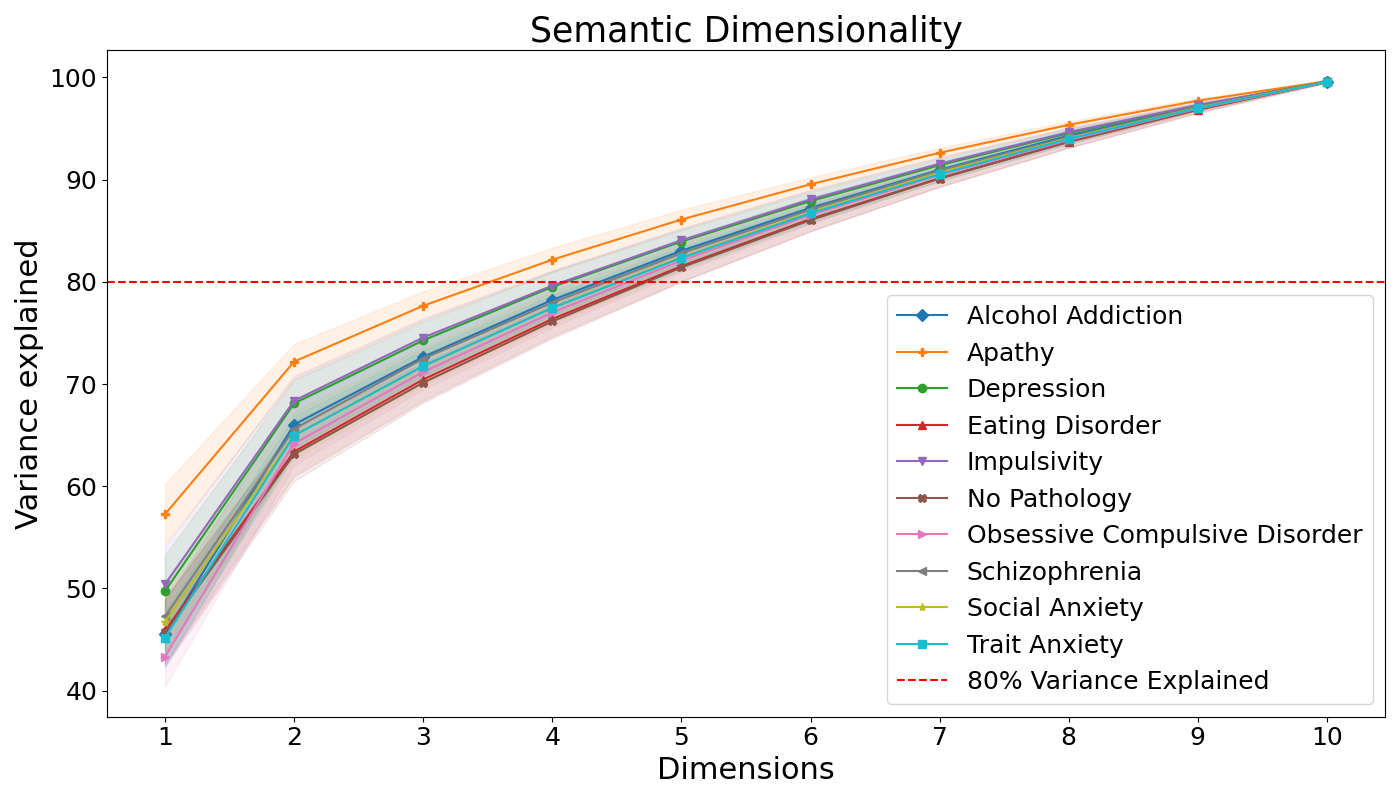 Semantic Dimensionality
Variance explained
100
90
80
70
60
50
40
Alcohol Addiction
Apathy
Depression
Eating Disorder
Impulsivity
No Pathology
Obsessive Compulsive Disorder
Schizophrenia
Social Anxiety
Trait Anxiety
80% Variance Explained
1 2 3 4 5 6 7 8 9 10
Dimensions